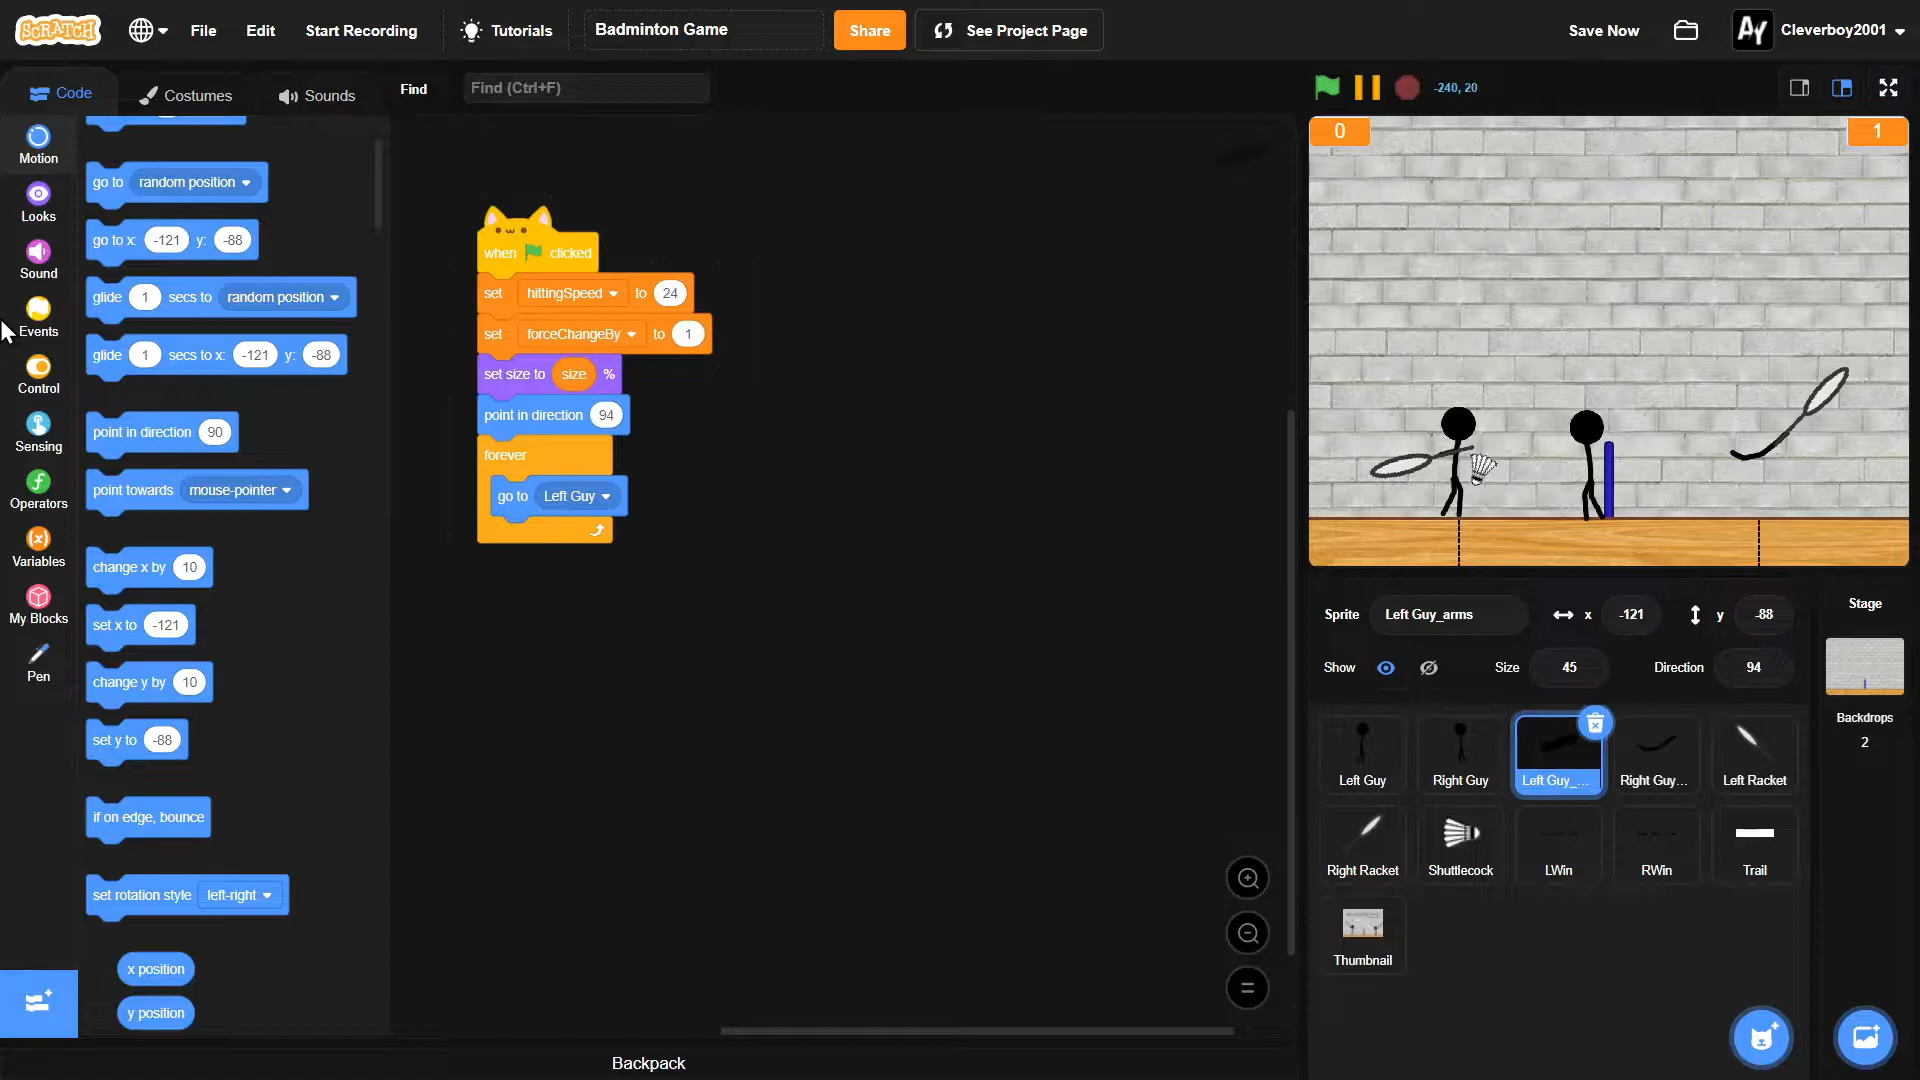 SCRATCH
File
Edit
Start Recording
Tutorials
Badminton Game
Share
See Project Page
Save Now
Ay
Cleverboy2001
Code
Costumes
Sounds
Find
Find (Ctrl+F)
-240, 20
Motion
Looks
Sound
Events
Control
Sensing
Operators
Variables
My Blocks
Pen
go to random position
go to x: -121 y: -88
glide 1 secs to random position
glide 1 secs to x: -121 y: -88
point in direction 90
point towards mouse-pointer
change x by 10
set x to -121
change y by 10
set y to -88
if on edge, bounce
set rotation style left-right
x position
y position
when clicked
set hittingSpeed to 24
set forceChangeBy to 1
set size to size %
point in direction 94
forever
go to Left Guy
0
1
Sprite Left Guy_arms x -121 y -88
Show Size 45 Direction 94
Left Guy
Right Guy
Left Guy_...
Right Guy...
Left Racket
Right Racket
Shuttlecock
LWin
RWin
Trail
Thumbnail
Stage
Backdrops
2
Backpack